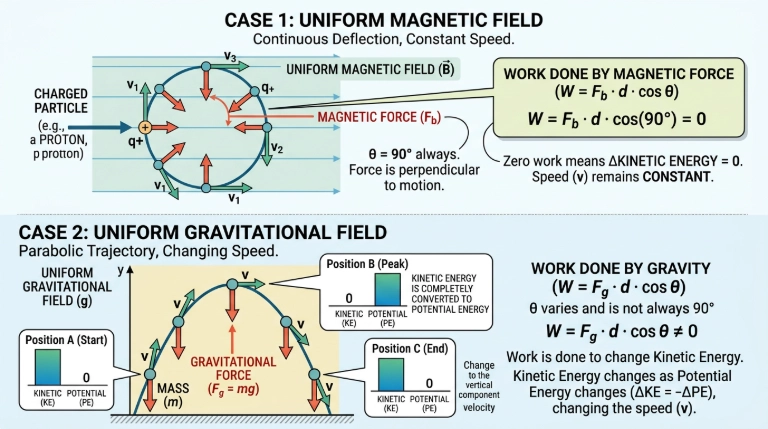 CASE 1: UNIFORM MAGNETIC FIELD
Continuous Deflection, Constant Speed.
CHARGED
PARTICLE
(e.g.,
a PROTON,
p protton)
q+
v₁
v₃
q+
v₂
v₁
v₁
UNIFORM MAGNETIC FIELD (B⃗)
MAGNETIC FORCE (F_b)
θ = 90° always.
Force is perpendicular
to motion.
WORK DONE BY MAGNETIC FORCE
(W = F_b · d · cos θ)
W = F_b · d · cos(90°) = 0
Zero work means ΔKINETIC ENERGY = 0.
Speed (v) remains CONSTANT.
CASE 2: UNIFORM GRAVITATIONAL FIELD
Parabolic Trajectory, Changing Speed.
UNIFORM
GRAVITATIONAL
FIELD (g)
y
v
v
v
v
v
Position A (Start)
0
KINETIC
(KE)
POTENTIAL
(PE)
MASS
(m)
GRAVITATIONAL
FORCE
(F_g = mg)
Position B (Peak)
0
KINETIC
(KE)
POTENTIAL
(PE)
KINETIC ENERGY
IS COMPLETELY
CONVERTED TO
POTENTIAL ENERGY
Position C (End)
0
KINETIC
(KE)
POTENTIAL
(PE)
Change
to the
vertical
component
velocity
WORK DONE BY GRAVITY
(W = F_g · d · cos θ)
θ varies and is not always 90°
W = F_g · d · cos θ ≠ 0
Work is done to change Kinetic Energy.
Kinetic Energy changes as Potential
Energy changes (ΔKE = −ΔPE),
changing the speed (v).